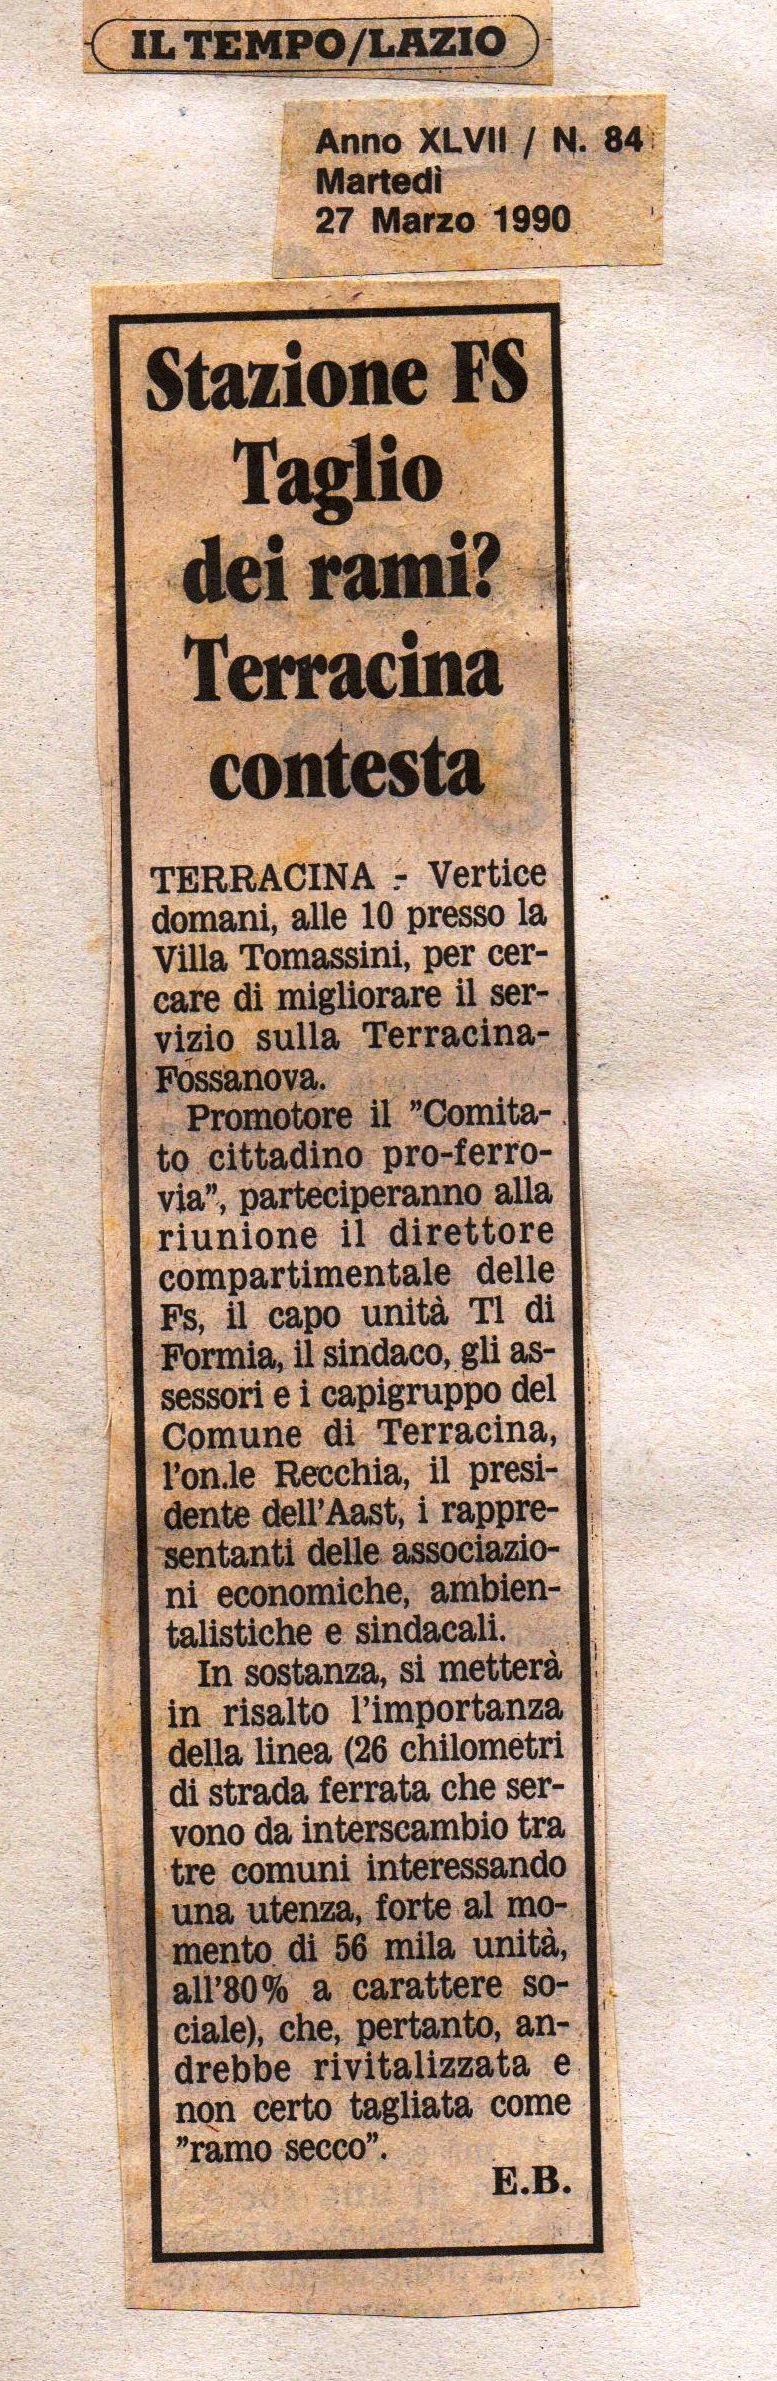 IL TEMPO/LAZIO
Anno XLVII / N. 84
Martedì
27 Marzo 1990
Stazione FS
Taglio
dei rami?
Terracina
contesta
TERRACINA - Vertice
domani, alle 10 presso la
Villa Tomassini, per cer-
care di migliorare il ser-
vizio sulla Terracina-
Fossanova.
Promotore il "Comita-
to cittadino pro-ferro-
via", parteciperanno alla
riunione il direttore
compartimentale delle
Fs, il capo unità Tl di
Formia, il sindaco, gli as-
sessori e i capigruppo del
Comune di Terracina,
l'on.le Recchia, il presi-
dente dell'Aast, i rappre-
sentanti delle associazio-
ni economiche, ambien-
talistiche e sindacali.
In sostanza, si metterà
in risalto l'importanza
della linea (26 chilometri
di strada ferrata che ser-
vono da interscambio tra
tre comuni interessando
una utenza, forte al mo-
mento di 56 mila unità,
all'80% a carattere so-
ciale), che, pertanto, an-
drebbe rivitalizzata e
non certo tagliata come
"ramo secco".
E.B.